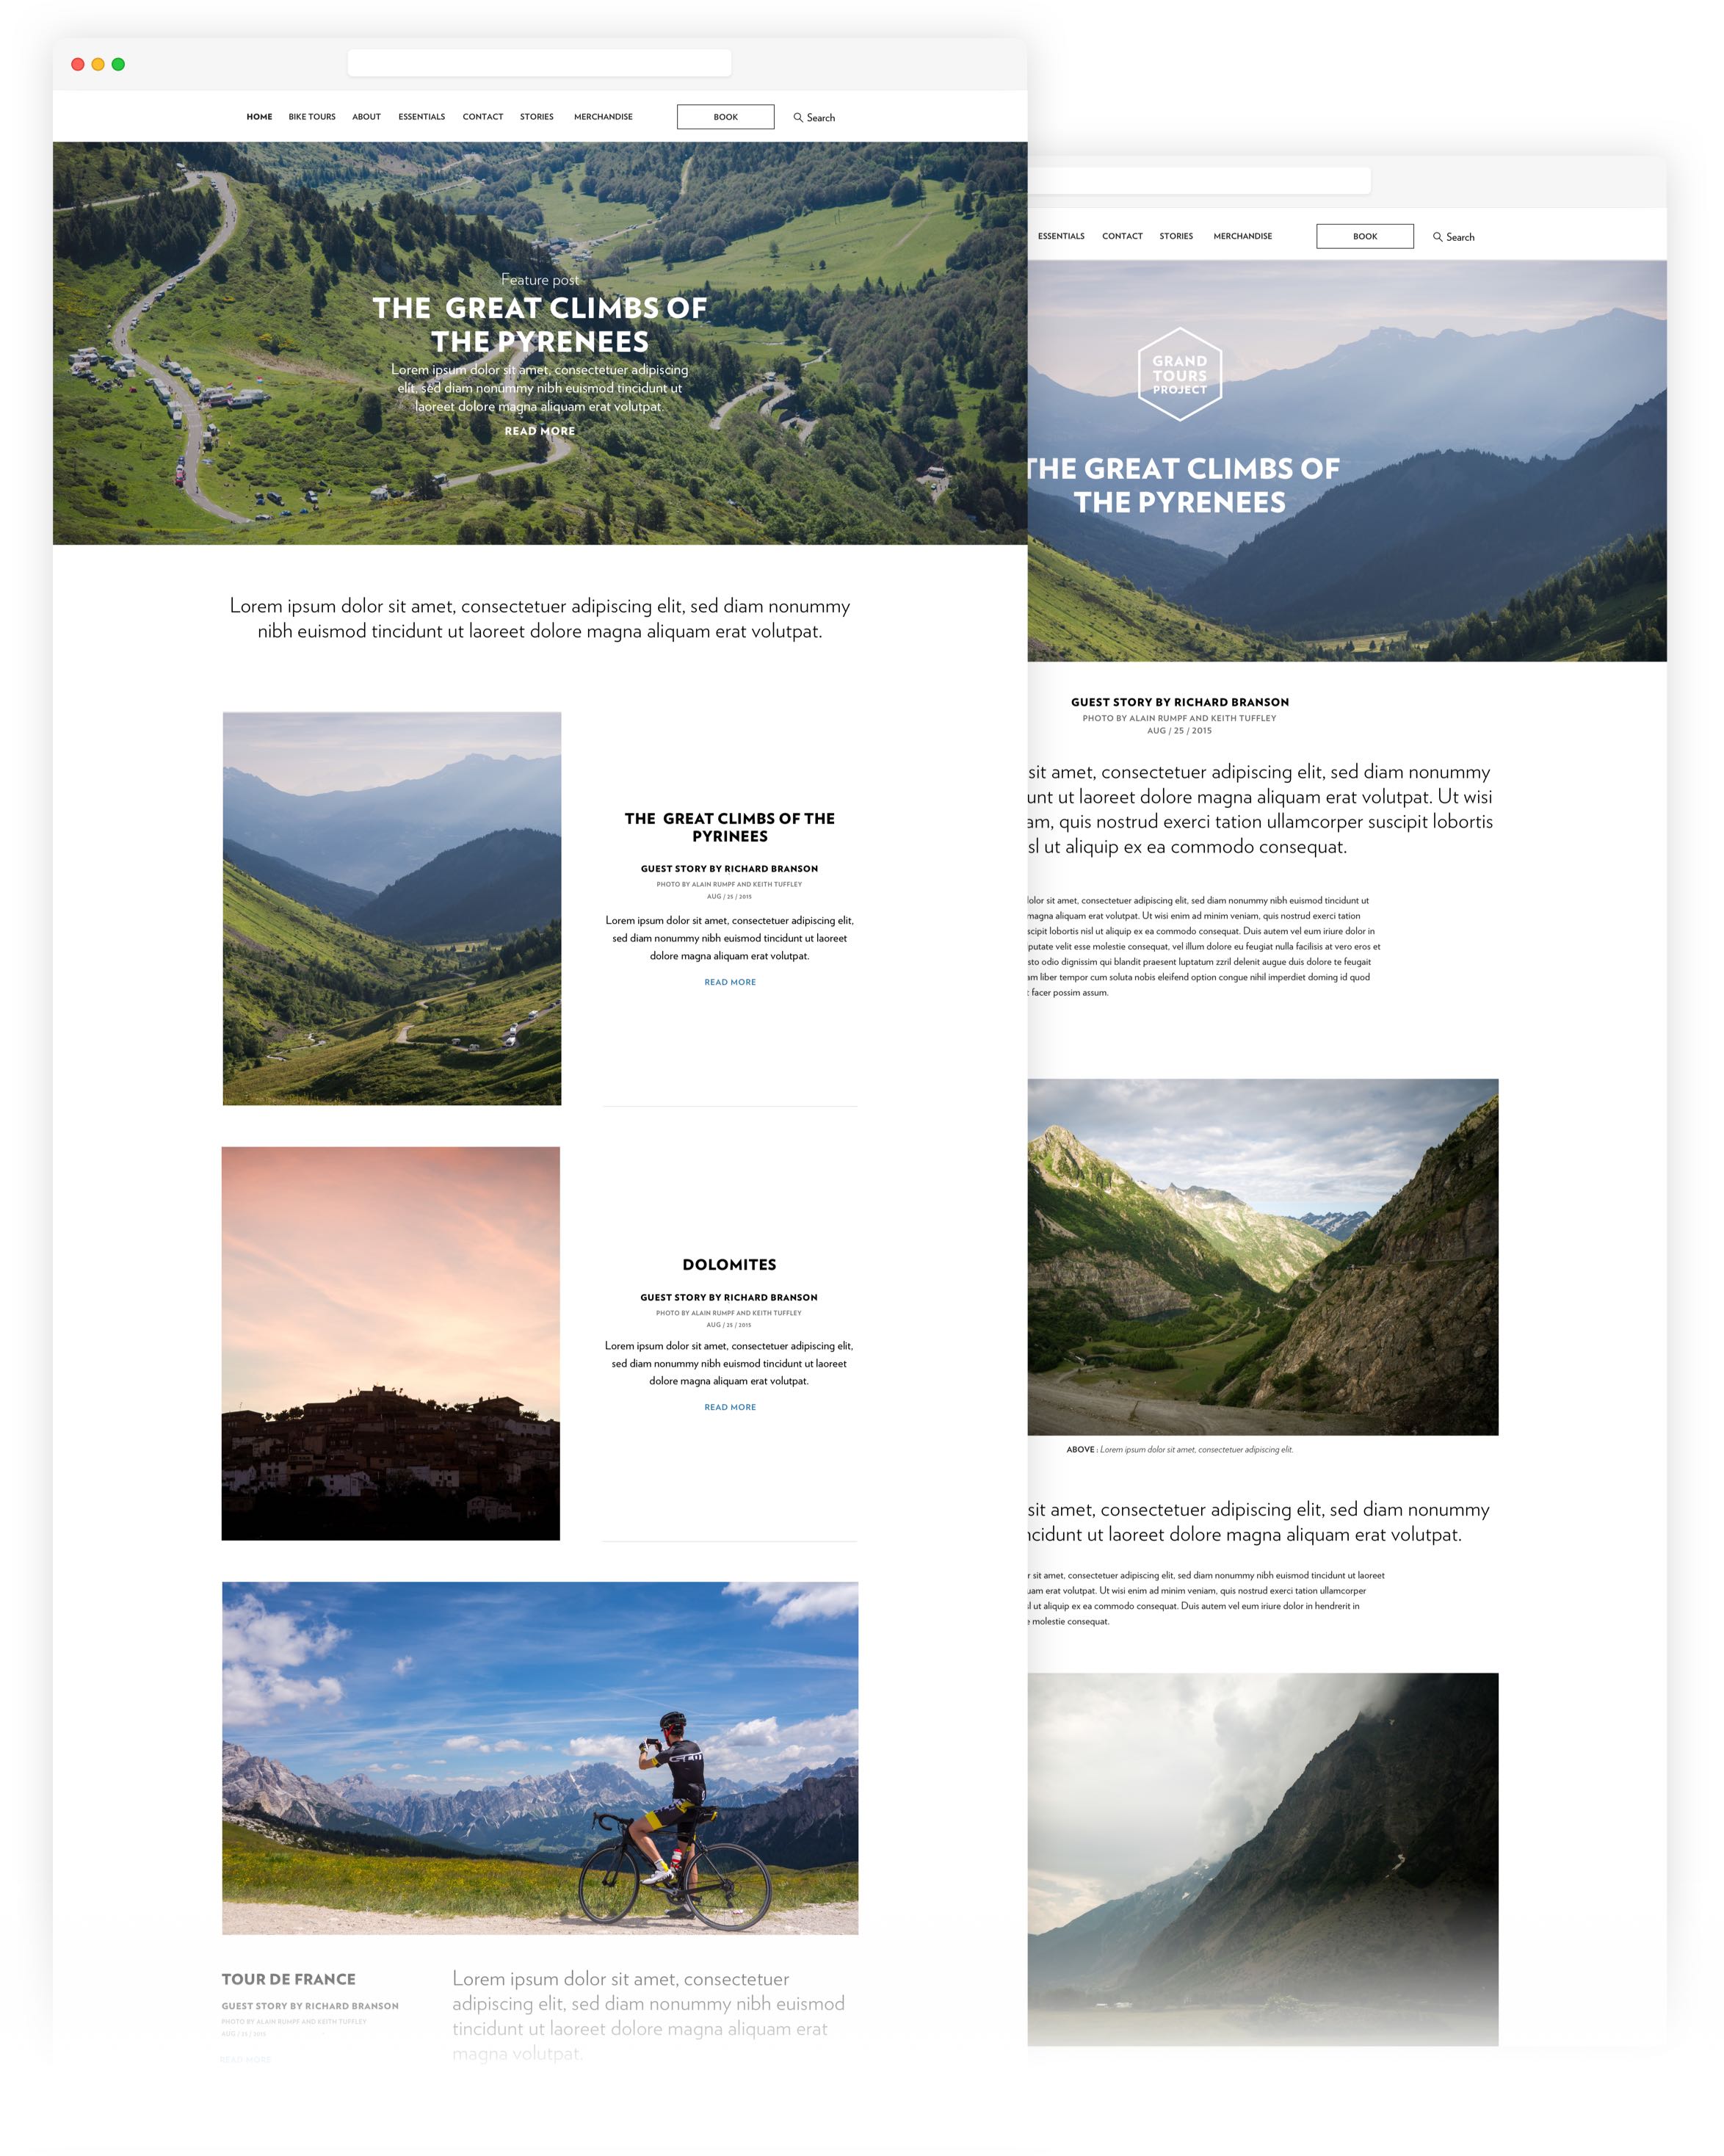 HOME BIKE TOURS ABOUT ESSENTIALS CONTACT STORIES MERCHANDISE BOOK Search
Feature post
THE GREAT CLIMBS OF
THE PYRENEES
Lorem ipsum dolor sit amet, consectetuer adipiscing
elit, sed diam nonummy nibh euismod tincidunt ut
laoreet dolore magna aliquam erat volutpat.
READ MORE
Lorem ipsum dolor sit amet, consectetuer adipiscing elit, sed diam nonummy
nibh euismod tincidunt ut laoreet dolore magna aliquam erat volutpat.
THE GREAT CLIMBS OF THE
PYRINEES
GUEST STORY BY RICHARD BRANSON
PHOTO BY ALAIN RUMPF AND KEITH TUFFLEY
AUG / 25 / 2015
Lorem ipsum dolor sit amet, consectetuer adipiscing elit,
sed diam nonummy nibh euismod tincidunt ut laoreet
dolore magna aliquam erat volutpat.
READ MORE
DOLOMITES
GUEST STORY BY RICHARD BRANSON
PHOTO BY ALAIN RUMPF AND KEITH TUFFLEY
AUG / 25 / 2015
Lorem ipsum dolor sit amet, consectetuer adipiscing elit,
sed diam nonummy nibh euismod tincidunt ut laoreet
dolore magna aliquam erat volutpat.
READ MORE
TOUR DE FRANCE
GUEST STORY BY RICHARD BRANSON
PHOTO BY ALAIN RUMPF AND KEITH TUFFLEY
AUG / 25 / 2015
READ MORE
Lorem ipsum dolor sit amet, consectetuer
adipiscing elit, sed diam nonummy nibh euismod
tincidunt ut laoreet dolore magna aliquam erat
magna volutpat.
ESSENTIALS CONTACT STORIES MERCHANDISE BOOK Search
GRAND
TOURS
PROJECT
THE GREAT CLIMBS OF
THE PYRENEES
GUEST STORY BY RICHARD BRANSON
PHOTO BY ALAIN RUMPF AND KEITH TUFFLEY
AUG / 25 / 2015
sit amet, consectetuer adipiscing elit, sed diam nonummy
unt ut laoreet dolore magna aliquam erat volutpat. Ut wisi
am, quis nostrud exerci tation ullamcorper suscipit lobortis
sl ut aliquip ex ea commodo consequat.
dolor sit amet, consectetuer adipiscing elit, sed diam nonummy nibh euismod tincidunt ut
magna aliquam erat volutpat. Ut wisi enim ad minim veniam, quis nostrud exerci tation
scipit lobortis nisl ut aliquip ex ea commodo consequat. Duis autem vel eum iriure dolor in
putate velit esse molestie consequat, vel illum dolore eu feugiat nulla facilisis at vero eros et
sto odio dignissim qui blandit praesent luptatum zzril delenit augue duis dolore te feugait
am liber tempor cum soluta nobis eleifend option congue nihil imperdiet doming id quod
t facer possim assum.
ABOVE : Lorem ipsum dolor sit amet, consectetuer adipiscing elit.
sit amet, consectetuer adipiscing elit, sed diam nonummy
ncidunt ut laoreet dolore magna aliquam erat volutpat.
r sit amet, consectetuer adipiscing elit, sed diam nonummy nibh euismod tincidunt ut laoreet
uam erat volutpat. Ut wisi enim ad minim veniam, quis nostrud exerci tation ullamcorper
sl ut aliquip ex ea commodo consequat. Duis autem vel eum iriure dolor in hendrerit in
e molestie consequat.